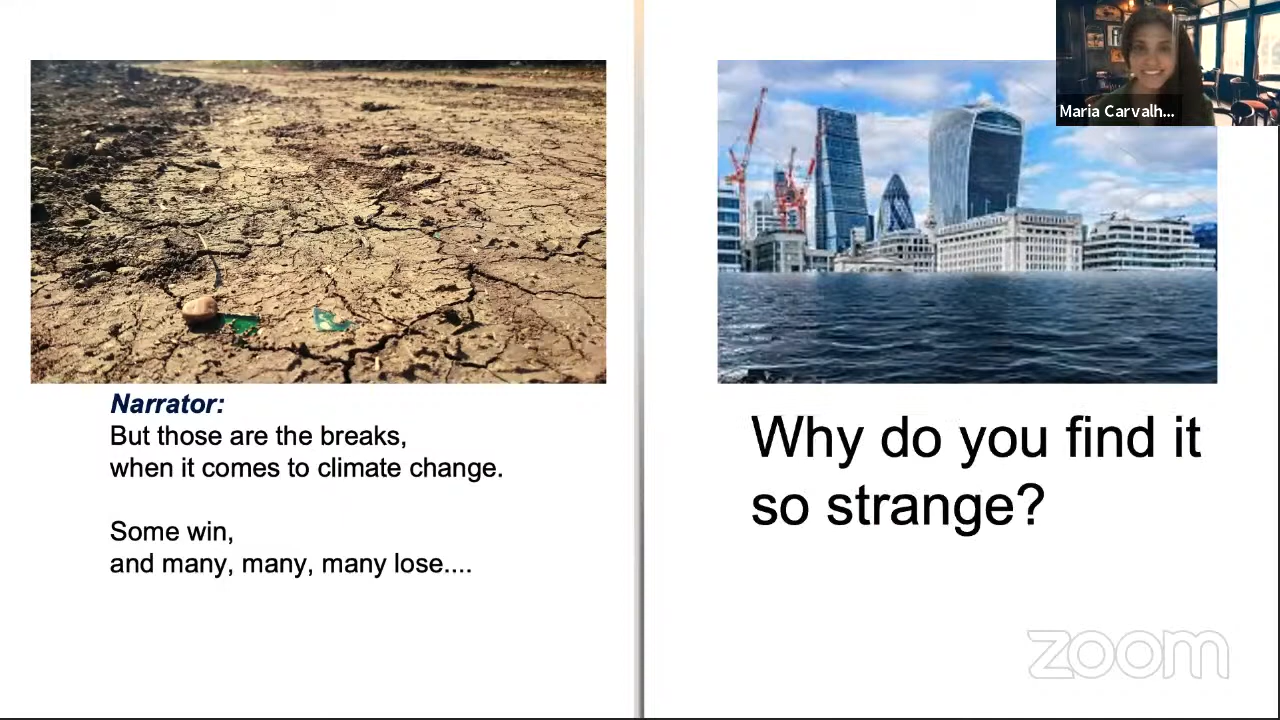 Maria Carvalh...
Narrator:
But those are the breaks,
when it comes to climate change.
Some win,
and many, many, many lose....
Why do you find it
so strange?
zoom